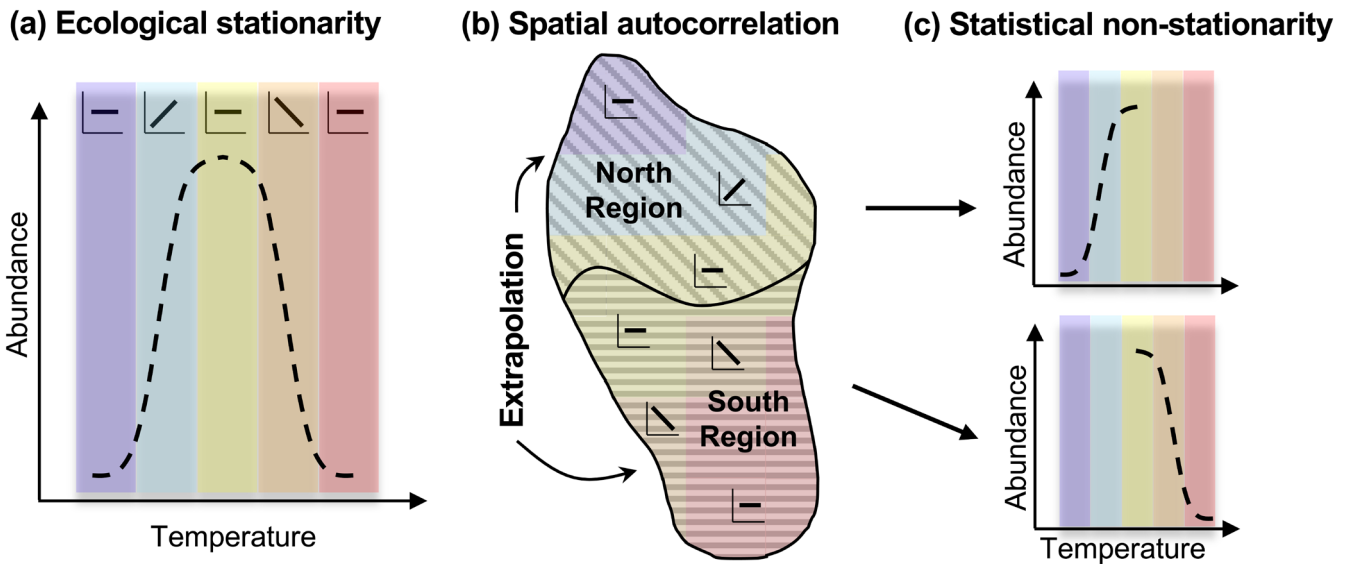 (a) Ecological stationarity
(b) Spatial autocorrelation
(c) Statistical non-stationarity
Abundance
Temperature
Extrapolation
North
Region
South
Region
Abundance
Abundance
Temperature